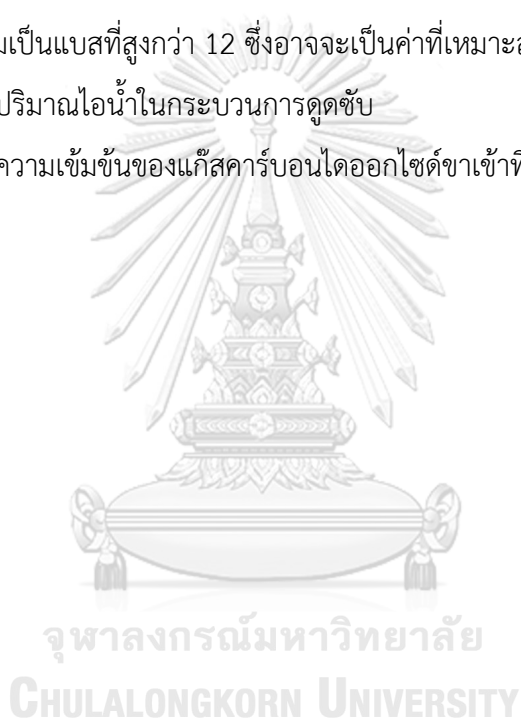 มเป็นแบสที่สูงกว่า 12 ซึ่งอาจจะเป็นค่าที่เหมาะส
ปริมาณไอน้ำในกระบวนการดูดซับ
ความเข้มข้นของแก๊สคาร์บอนไดออกไซด์ขาเข้าที
จุฬาลงกรณ์มหาวิทยาลัย
CHULALONGKORN UNIVERSITY